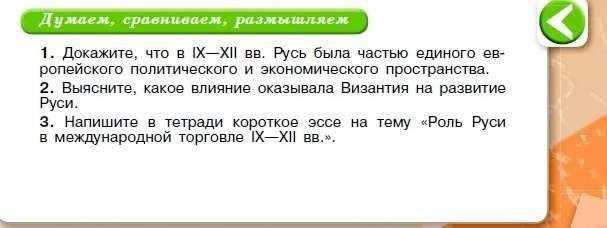 Думаем, сравниваем, размышляем
1. Докажите, что в IX—XII вв. Русь была частью единого ев-
ропейского политического и экономического пространства.
2. Выясните, какое влияние оказывала Византия на развитие
Руси.
3. Напишите в тетради короткое эссе на тему «Роль Руси
в международной торговле IX—XII вв.».